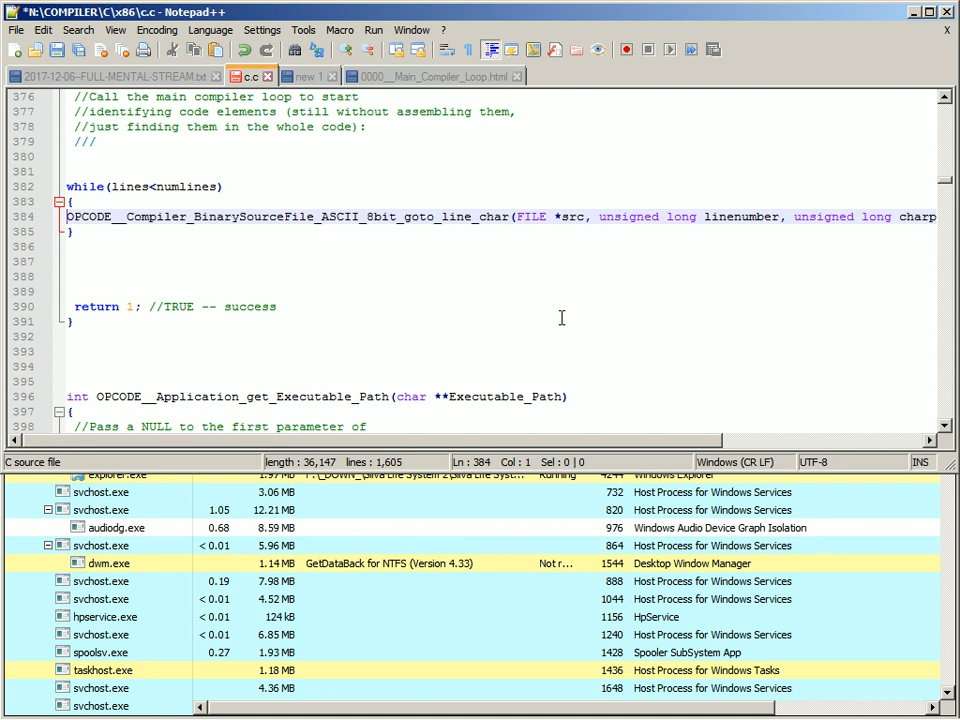 *N:\COMPILER\C\x86\c.c - Notepad++
File Edit Search View Encoding Language Settings Tools Macro Run Window ? X
2017-12-06--FULL-MENTAL-STREAM.txt c.c new 1 0000__Main_Compiler_Loop.html
376 //Call the main compiler loop to start
377 //identifying code elements (still without assembling them,
378 //just finding them in the whole code):
379 ///
380
381
382 while(lines<numlines)
383 {
384 OPCODE__Compiler_BinarySourceFile_ASCII_8bit_goto_line_char(FILE *src, unsigned long linenumber, unsigned long charp
385 }
386
387
388
389
390 return 1; //TRUE -- success
391 }
392
393
394
395
396 int OPCODE__Application_get_Executable_Path(char **Executable_Path)
397 {
398 //Pass a NULL to the first parameter of
C source file length : 36,147 lines : 1,605 Ln : 384 Col : 1 Sel : 0 | 0 Windows (CR LF) UTF-8 INS
explorer.exe Running 4244 Windows Explorer
svchost.exe 3.06 MB 732 Host Process for Windows Services
svchost.exe 1.05 12.21 MB 820 Host Process for Windows Services
audiodg.exe 0.68 8.59 MB 976 Windows Audio Device Graph Isolation
svchost.exe < 0.01 5.96 MB 864 Host Process for Windows Services
dwm.exe 1.14 MB GetDataBack for NTFS (Version 4.33) Not r... 1544 Desktop Window Manager
svchost.exe 0.19 7.98 MB 888 Host Process for Windows Services
svchost.exe < 0.01 4.52 MB 1044 Host Process for Windows Services
hpservice.exe < 0.01 124 kB 1156 HpService
svchost.exe < 0.01 6.85 MB 1240 Host Process for Windows Services
spoolsv.exe 0.27 1.93 MB 1428 Spooler SubSystem App
taskhost.exe 1.18 MB 1436 Host Process for Windows Tasks
svchost.exe 4.36 MB 1648 Host Process for Windows Services
svchost.exe